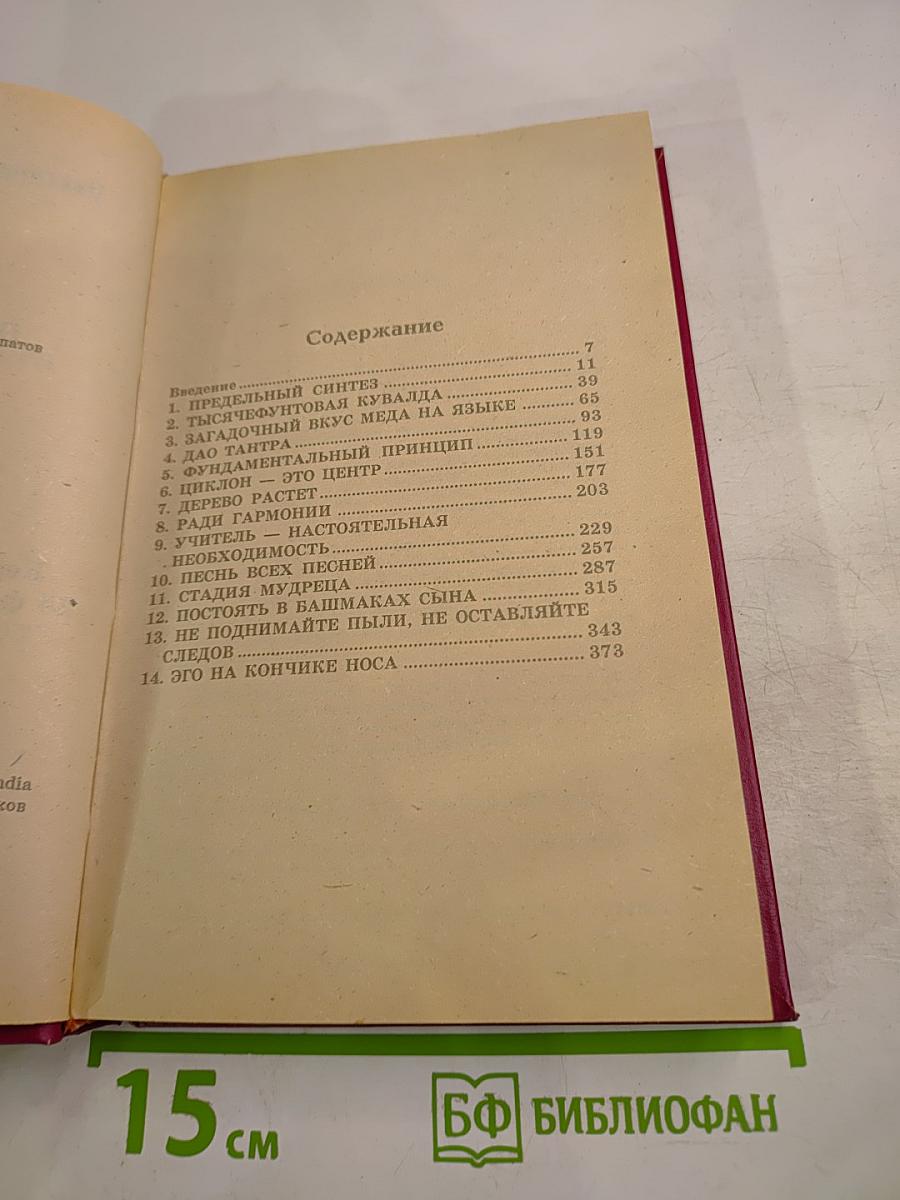 патов
ndia
ков
Содержание
Введение ........ 7
1. ПРЕДЕЛЬНЫЙ СИНТЕЗ ........ 11
2. ТЫСЯЧЕФУНТОВАЯ КУВАЛДА ........ 39
3. ЗАГАДОЧНЫЙ ВКУС МЕДА НА ЯЗЫКЕ ........ 65
4. ДАО ТАНТРА ........ 93
5. ФУНДАМЕНТАЛЬНЫЙ ПРИНЦИП ........ 119
6. ЦИКЛОН — ЭТО ЦЕНТР ........ 151
7. ДЕРЕВО РАСТЕТ ........ 177
8. РАДИ ГАРМОНИИ ........ 203
9. УЧИТЕЛЬ — НАСТОЯТЕЛЬНАЯ
НЕОБХОДИМОСТЬ ........ 229
10. ПЕСНЬ ВСЕХ ПЕСНЕЙ ........ 257
11. СТАДИЯ МУДРЕЦА ........ 287
12. ПОСТОЯТЬ В БАШМАКАХ СЫНА ........ 315
13. НЕ ПОДНИМАЙТЕ ПЫЛИ, НЕ ОСТАВЛЯЙТЕ
СЛЕДОВ ........ 343
14. ЭГО НА КОНЧИКЕ НОСА ........ 373
15 см
БФ БИБЛИОФАН